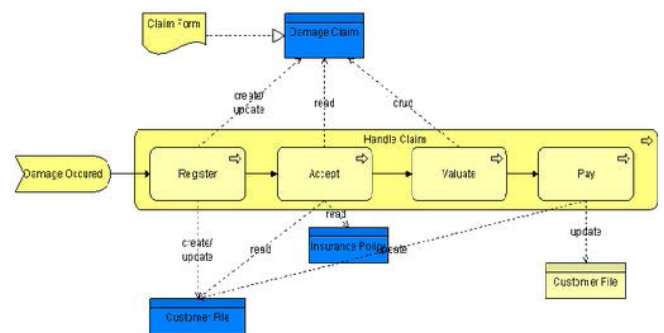 Claim Form
Damage Claim
create/
update
read
crud
Handle Claim
Damage Occured
Register
Accept
Valuate
Pay
create/
update
read
read
Insurance Policy
update
update
Customer File
Customer File